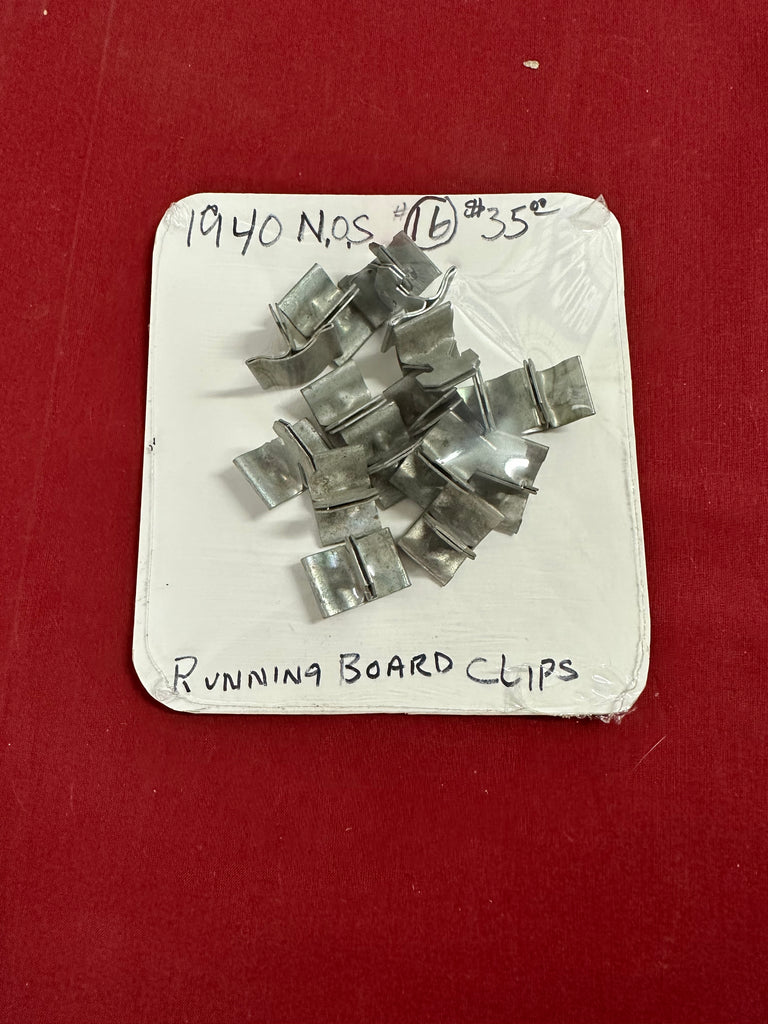 1940 N.O.S. #16 $35.00
RUNNING BOARD CLIPS